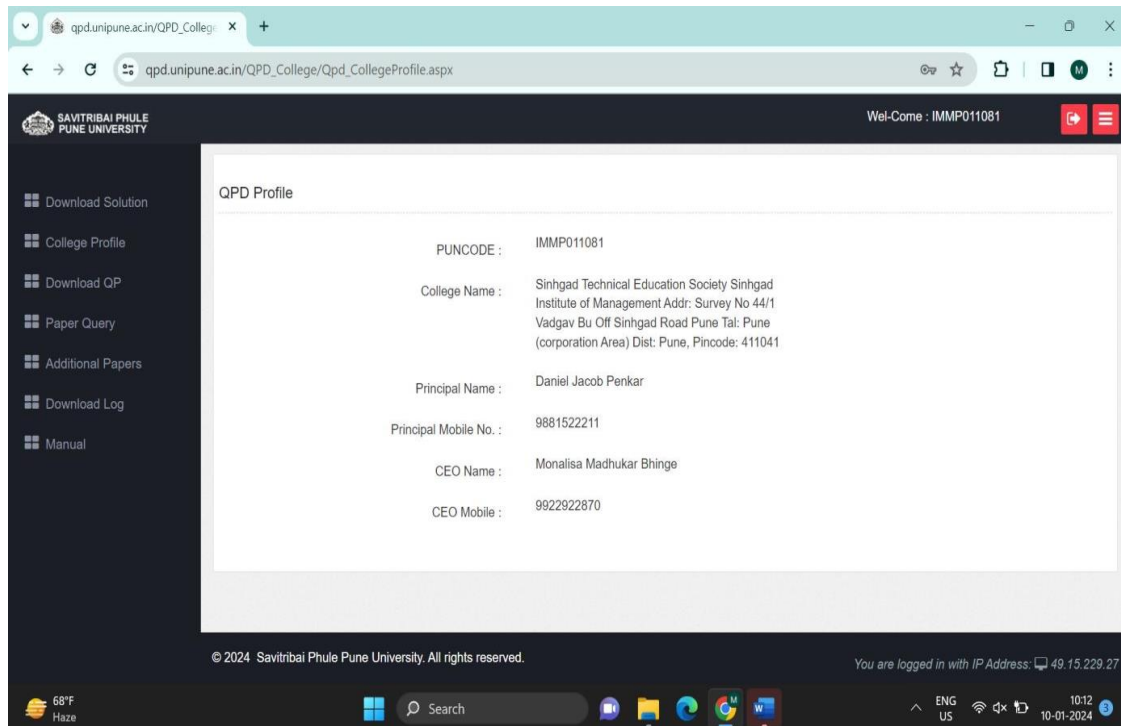 qpd.unipune.ac.in/QPD_College
qpd.unipune.ac.in/QPD_College/Qpd_CollegeProfile.aspx
M
SAVITRIBAI PHULE
PUNE UNIVERSITY
Wel-Come : IMMP011081
Download Solution
College Profile
Download QP
Paper Query
Additional Papers
Download Log
Manual
QPD Profile
PUNCODE : IMMP011081
College Name : Sinhgad Technical Education Society Sinhgad
Institute of Management Addr: Survey No 44/1
Vadgav Bu Off Sinhgad Road Pune Tal: Pune
(corporation Area) Dist: Pune, Pincode: 411041
Principal Name : Daniel Jacob Penkar
Principal Mobile No. : 9881522211
CEO Name : Monalisa Madhukar Bhinge
CEO Mobile : 9922922870
© 2024 Savitribai Phule Pune University. All rights reserved.
You are logged in with IP Address: 49.15.229.27
68°F
Haze
Search
M
W
ENG
US
10:12
10-01-2024
3